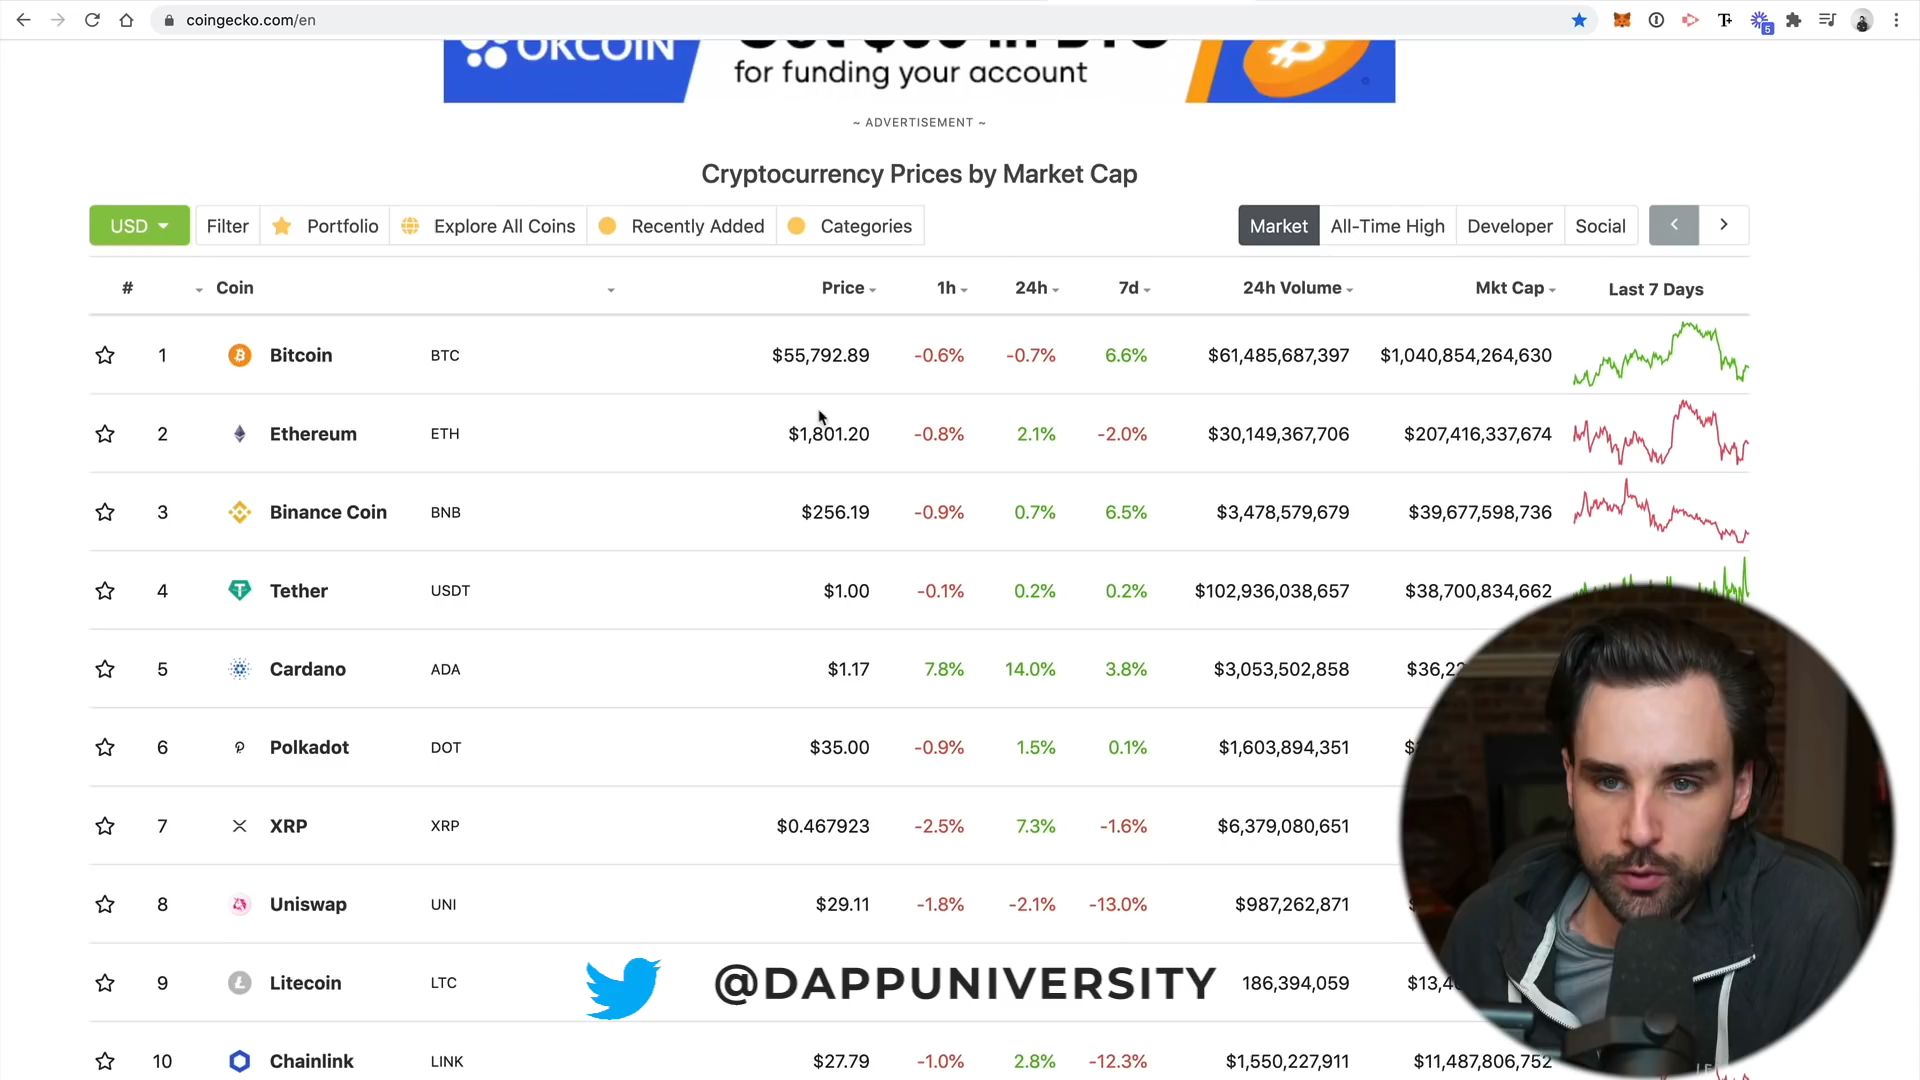 coingecko.com/en
5
OKCOIN
for funding your account
~ ADVERTISEMENT ~
Cryptocurrency Prices by Market Cap
USD Filter Portfolio Explore All Coins Recently Added Categories Market All-Time High Developer Social
# Coin Price 1h 24h 7d 24h Volume Mkt Cap Last 7 Days
1 Bitcoin BTC $55,792.89 -0.6% -0.7% 6.6% $61,485,687,397 $1,040,854,264,630
2 Ethereum ETH $1,801.20 -0.8% 2.1% -2.0% $30,149,367,706 $207,416,337,674
3 Binance Coin BNB $256.19 -0.9% 0.7% 6.5% $3,478,579,679 $39,677,598,736
4 Tether USDT $1.00 -0.1% 0.2% 0.2% $102,936,038,657 $38,700,834,662
5 Cardano ADA $1.17 7.8% 14.0% 3.8% $3,053,502,858
6 Polkadot DOT $35.00 -0.9% 1.5% 0.1% $1,603,894,351
7 XRP XRP $0.467923 -2.5% 7.3% -1.6% $6,379,080,651
8 Uniswap UNI $29.11 -1.8% -2.1% -13.0% $987,262,871
9 Litecoin LTC @DAPPUNIVERSITY 186,394,059
10 Chainlink LINK $27.79 -1.0% 2.8% -12.3% $1,550,227,911 $11,487,806,752